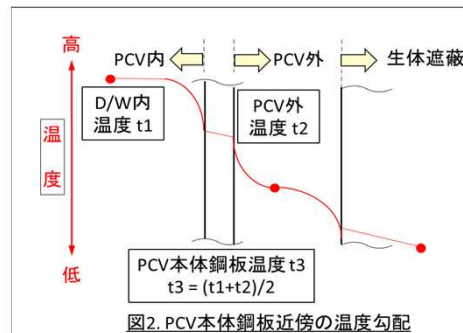 高
PCV内
PCV外
生体遮蔽
D/W内
温度 t1
PCV外
温度 t2
温
度
低
PCV本体鋼板温度 t3
t3 = (t1+t2)/2
図2. PCV本体鋼板近傍の温度勾配